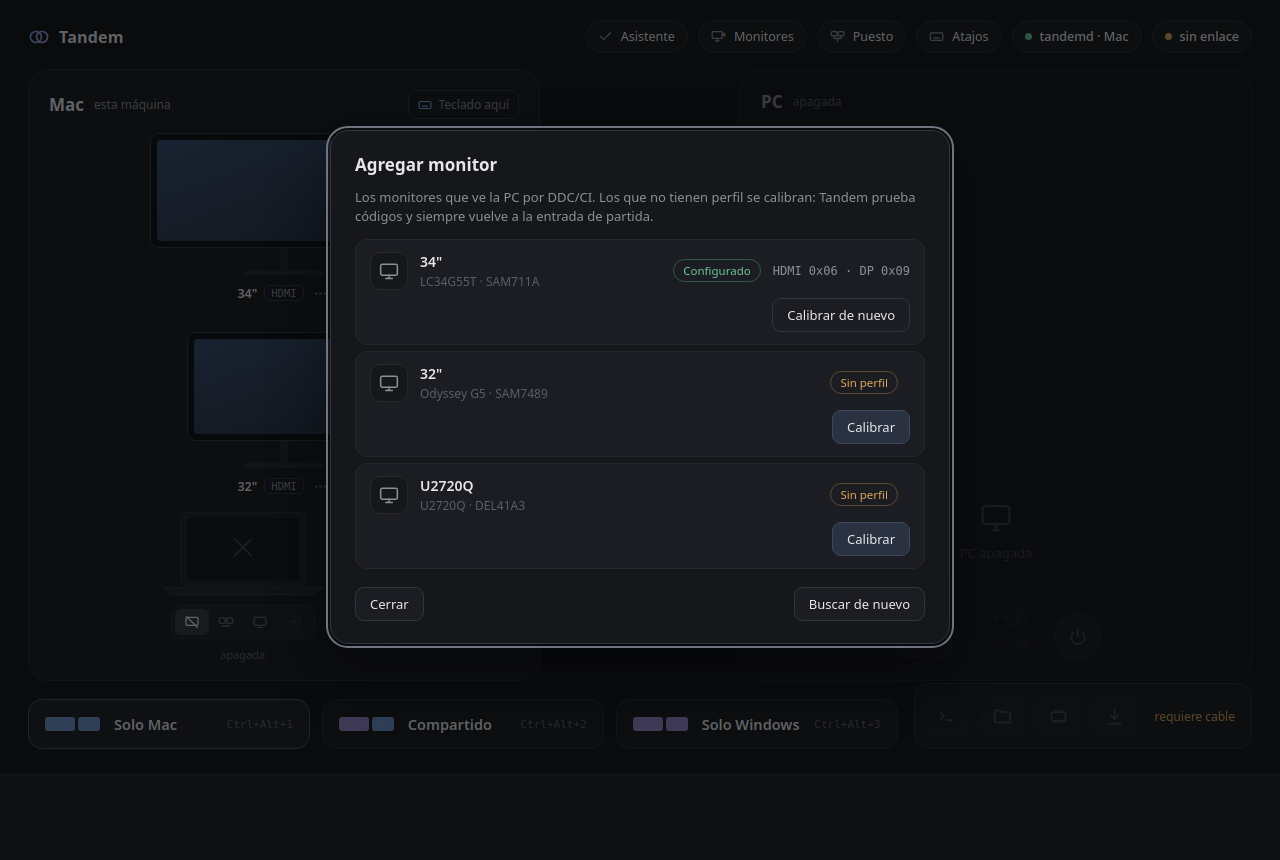 Tandem
Asistente
Monitores
Puesto
Atajos
tandemd · Mac
sin enlace
Mac esta máquina
Teclado aquí
PC apagada
Agregar monitor
Los monitores que ve la PC por DDC/CI. Los que no tienen perfil se calibran: Tandem prueba
códigos y siempre vuelve a la entrada de partida.
34"
LC34G55T · SAM711A
Configurado
HDMI 0x06 · DP 0x09
Calibrar de nuevo
32"
Odyssey G5 · SAM7489
Sin perfil
Calibrar
U2720Q
U2720Q · DEL41A3
Sin perfil
Calibrar
Cerrar
Buscar de nuevo
34" HDMI
32" HDMI
apagada
PC apagada
Solo Mac Ctrl+Alt+1
Compartido Ctrl+Alt+2
Solo Windows Ctrl+Alt+3
requiere cable